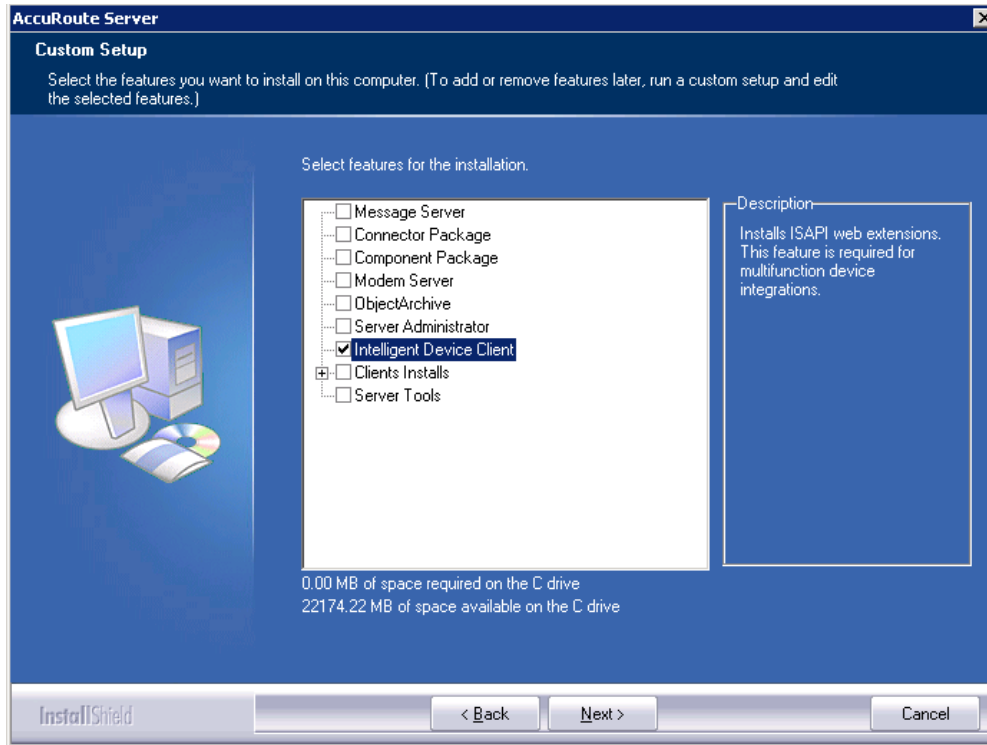 AccuRoute Server
Custom Setup
Select the features you want to install on this computer. (To add or remove features later, run a custom setup and edit
the selected features.)
Select features for the installation.
Message Server
Connector Package
Component Package
Modem Server
ObjectArchive
Server Administrator
Intelligent Device Client
Clients Installs
Server Tools
Description
Installs ISAPI web extensions.
This feature is required for
multifunction device
integrations.
0.00 MB of space required on the C drive
22174.22 MB of space available on the C drive
InstallShield
< Back
Next >
Cancel